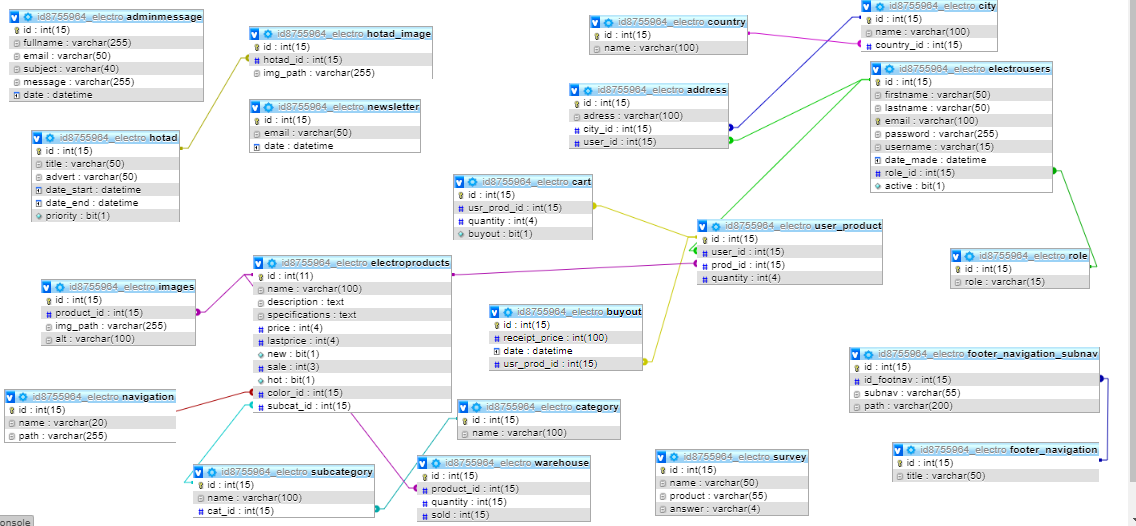 id8755964_electro adminmessage
id : int(15)
fullname : varchar(255)
email : varchar(50)
subject : varchar(40)
message : varchar(255)
date : datetime
id8755964_electro hotad_image
id : int(15)
hotad_id : int(15)
img_path : varchar(255)
id8755964_electro country
id : int(15)
name : varchar(100)
id8755964_electro city
id : int(15)
name : varchar(100)
country_id : int(15)
id8755964_electro electrousers
id : int(15)
firstname : varchar(50)
lastname : varchar(50)
email : varchar(100)
password : varchar(255)
username : varchar(15)
date_made : datetime
role_id : int(15)
active : bit(1)
id8755964_electro address
id : int(15)
adress : varchar(100)
city_id : int(15)
user_id : int(15)
id8755964_electro newsletter
id : int(15)
email : varchar(50)
date : datetime
id8755964_electro hotad
id : int(15)
title : varchar(50)
advert : varchar(50)
date_start : datetime
date_end : datetime
priority : bit(1)
id8755964_electro cart
id : int(15)
usr_prod_id : int(15)
quantity : int(4)
buyout : bit(1)
id8755964_electro user_product
id : int(15)
user_id : int(15)
prod_id : int(15)
quantity : int(4)
id8755964_electro role
id : int(15)
role : varchar(15)
id8755964_electro electroproducts
id : int(11)
name : varchar(100)
description : text
specifications : text
price : int(4)
lastprice : int(4)
new : bit(1)
sale : int(3)
hot : bit(1)
color_id : int(15)
subcat_id : int(15)
id8755964_electro images
id : int(15)
product_id : int(15)
img_path : varchar(255)
alt : varchar(100)
id8755964_electro buyout
id : int(15)
receipt_price : int(100)
date : datetime
usr_prod_id : int(15)
id8755964_electro footer_navigation_subnav
id : int(15)
id_footnav : int(15)
subnav : varchar(55)
path : varchar(200)
id8755964_electro navigation
id : int(15)
name : varchar(20)
path : varchar(255)
id8755964_electro category
id : int(15)
name : varchar(100)
id8755964_electro subcategory
id : int(15)
name : varchar(100)
cat_id : int(15)
id8755964_electro warehouse
id : int(15)
product_id : int(15)
quantity : int(15)
sold : int(15)
id8755964_electro survey
id : int(15)
name : varchar(50)
product : varchar(55)
answer : varchar(4)
id8755964_electro footer_navigation
id : int(15)
title : varchar(50)
onsole